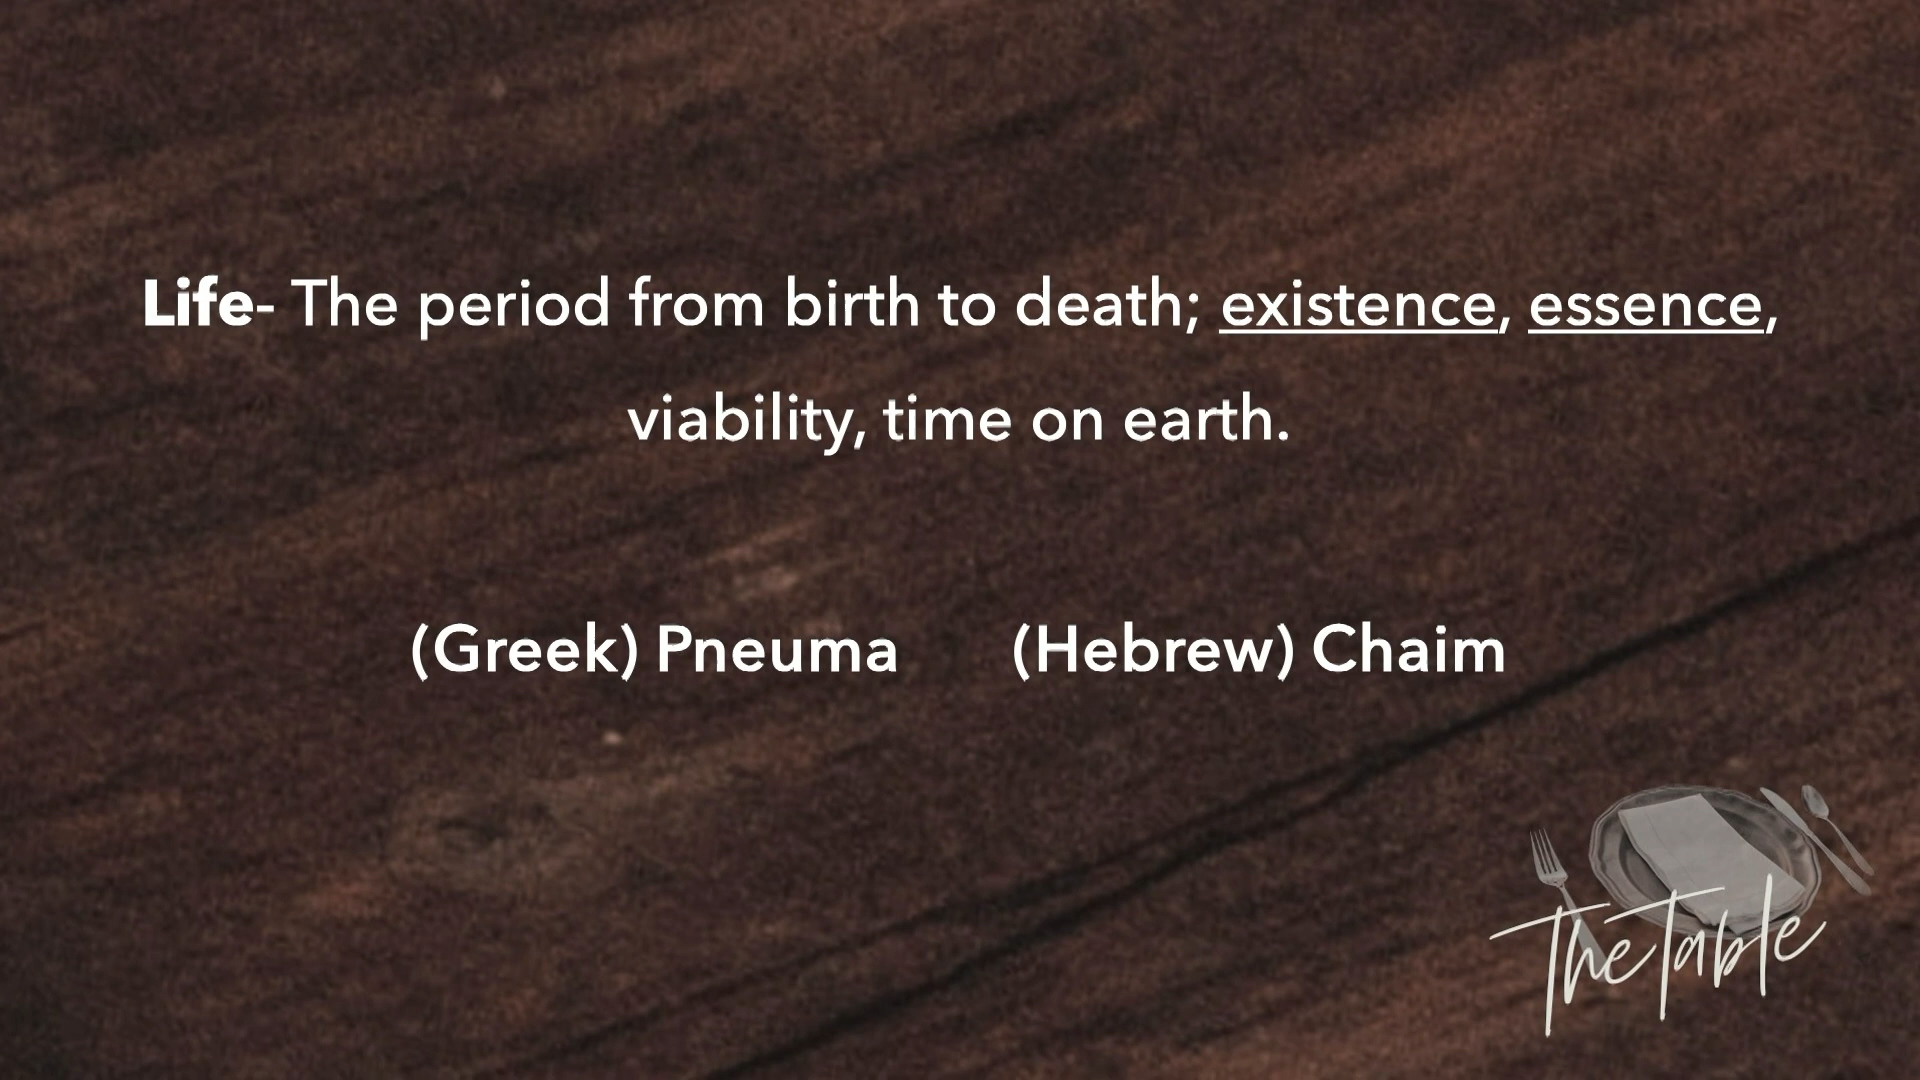 Life- The period from birth to death; existence, essence,
viability, time on earth.
(Greek) Pneuma (Hebrew) Chaim
The Table